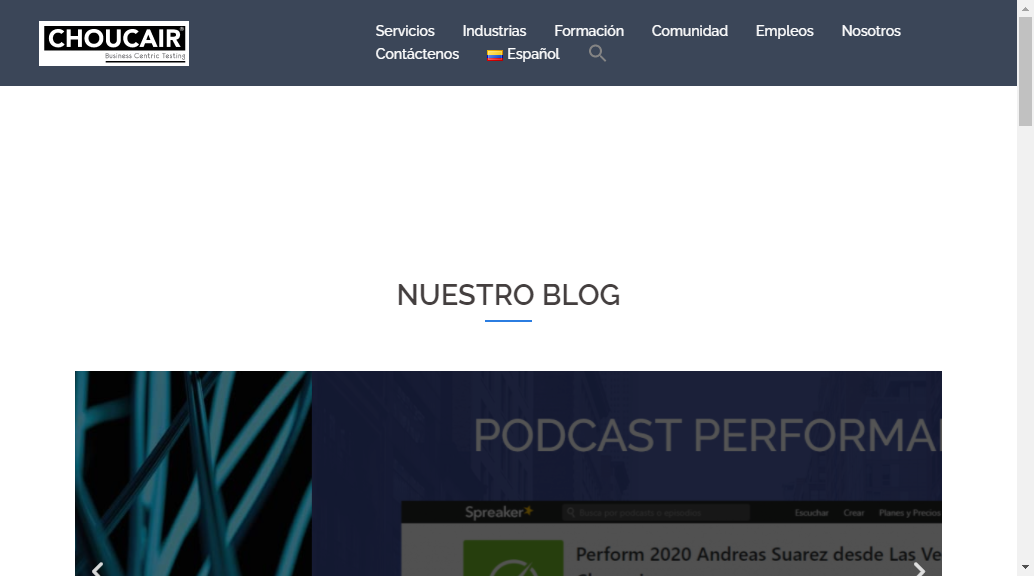 CHOUCAIR®
Business Centric Testing
Servicios Industrias Formación Comunidad Empleos Nosotros
Contáctenos Español
NUESTRO BLOG
PODCAST PERFORMA
Spreaker
Busca por podcasts o episodios
Escuchar Crear Planes y Precios
Perform 2020 Andreas Suarez desde Las Ve